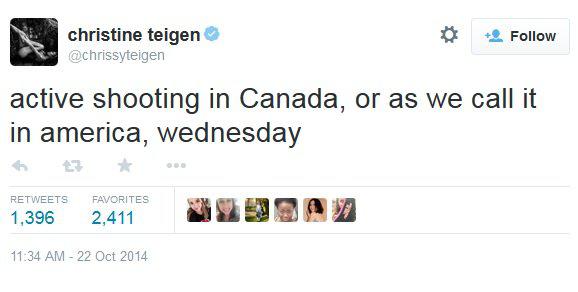 christine teigen
@chrissyteigen
Follow
active shooting in Canada, or as we call it
in america, wednesday
RETWEETS FAVORITES
1,396 2,411
11:34 AM - 22 Oct 2014